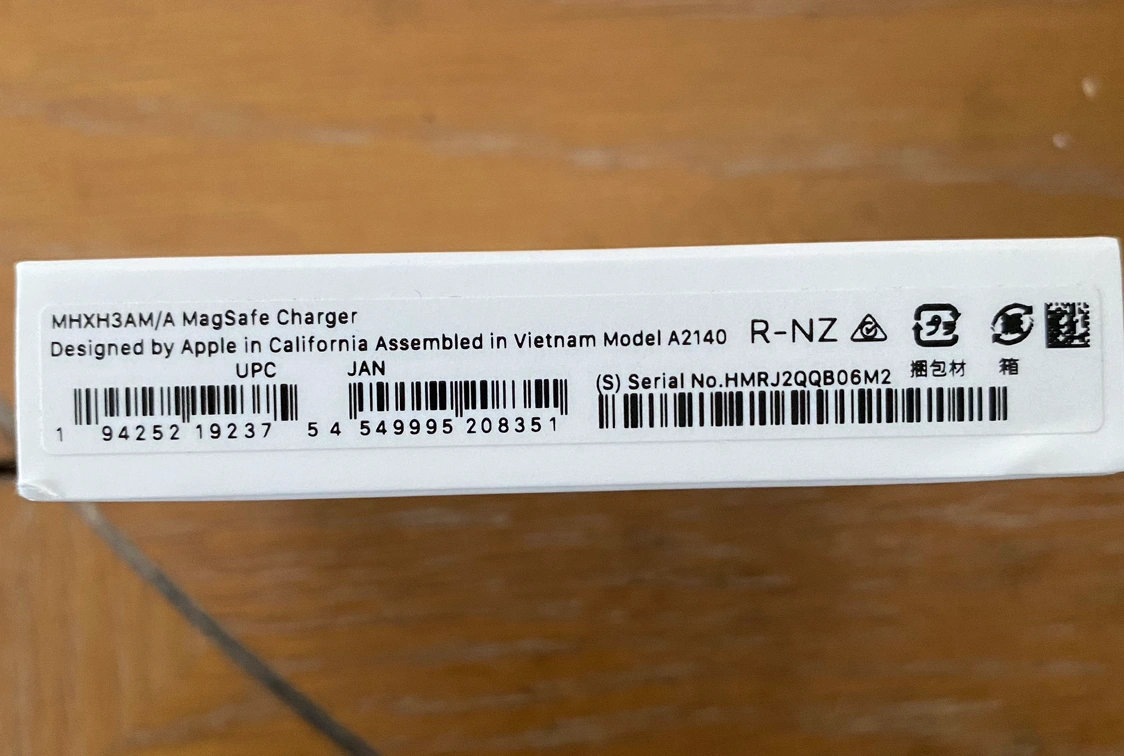 MHXH3AM/A MagSafe Charger
Designed by Apple in California Assembled in Vietnam Model A2140
R-NZ
UPC
1 94252 19237 5
JAN
4 549995 208351
(S) Serial No.HMRJ2QQB06M2
捆包材
箱